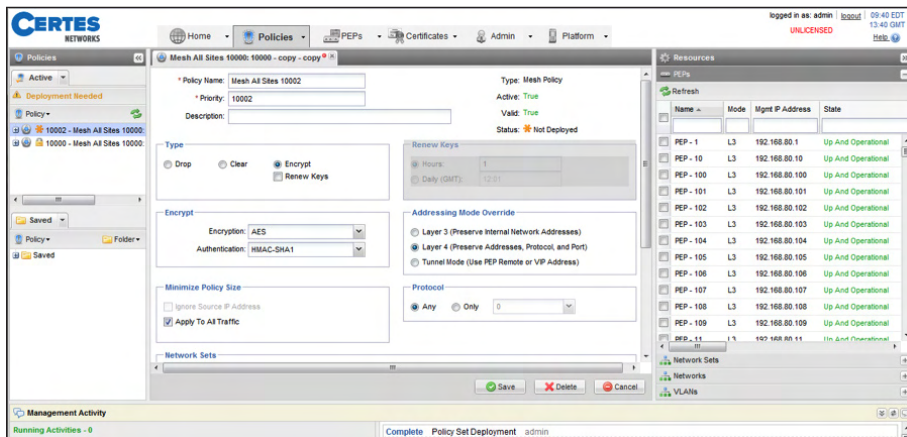 CERTES
NETWORKS
Home
Policies
PEPs
Certificates
Admin
Platform
logged in as: admin
logout
09:40 EDT
13:40 GMT
UNLICENSED
Help
Policies
Active
Deployment Needed
Policy
10002 - Mesh All Sites 10000:
10000 - Mesh All Sites 10000:
Saved
Policy
Folder
Saved
Mesh All Sites 10000: 10000 - copy - copy
* Policy Name: Mesh All Sites 10002
* Priority: 10002
Description:
Type: Mesh Policy
Active: True
Valid: True
Status: Not Deployed
Type
Drop
Clear
Encrypt
Renew Keys
Renew Keys
Hours: 1
Daily (GMT): 12:01
Encrypt
Encryption: AES
Authentication: HMAC-SHA1
Addressing Mode Override
Layer 3 (Preserve Internal Network Addresses)
Layer 4 (Preserve Addresses, Protocol, and Port)
Tunnel Mode (Use PEP Remote or VIP Address)
Minimize Policy Size
Ignore Source IP Address
Apply To All Traffic
Protocol
Any
Only
0
Network Sets
Save
Delete
Cancel
Resources
PEPs
Refresh
Name Mode Mgmt IP Address State
PEP - 1 L3 192.168.80.1 Up And Operational
PEP - 10 L3 192.168.80.10 Up And Operational
PEP - 100 L3 192.168.80.100 Up And Operational
PEP - 101 L3 192.168.80.101 Up And Operational
PEP - 102 L3 192.168.80.102 Up And Operational
PEP - 103 L3 192.168.80.103 Up And Operational
PEP - 104 L3 192.168.80.104 Up And Operational
PEP - 105 L3 192.168.80.105 Up And Operational
PEP - 106 L3 192.168.80.106 Up And Operational
PEP - 107 L3 192.168.80.107 Up And Operational
PEP - 108 L3 192.168.80.108 Up And Operational
PEP - 109 L3 192.168.80.109 Up And Operational
PEP - 11 L3 192.168.80.11 Up And Operational
Network Sets
Networks
VLANs
Management Activity
Running Activities - 0
Complete Policy Set Deployment admin